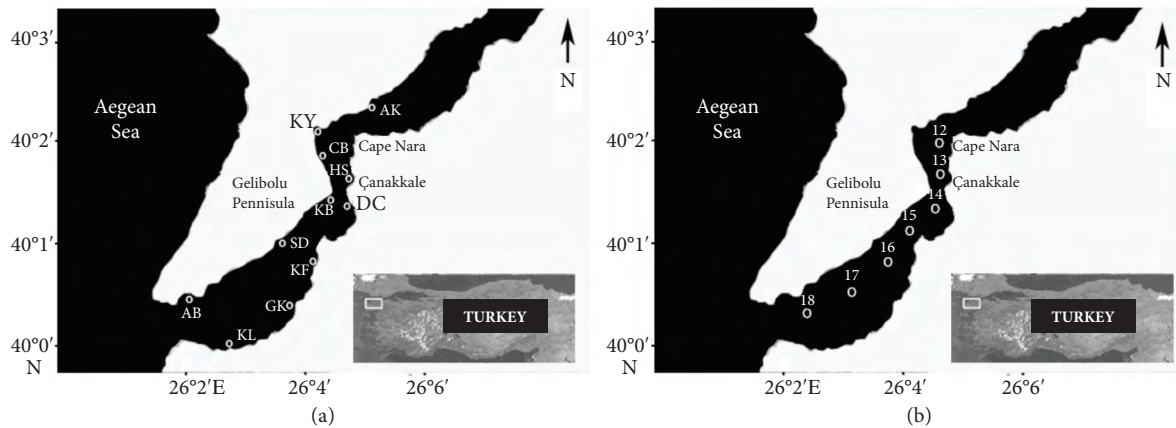 40°3′
40°2′
40°1′
40°0′
N
Aegean
Sea
N
AK
KY
CB
Cape Nara
HS
Çanakkale
Gelibolu
Pennisula
KB
DC
SD
KF
GK
AB
KL
TURKEY
26°2′E
26°4′
26°6′
(a)
40°3′
40°2′
40°1′
40°0′
N
Aegean
Sea
N
12
Cape Nara
13
Çanakkale
Gelibolu
Pennisula
14
15
16
17
18
TURKEY
26°2′E
26°4′
26°6′
(b)